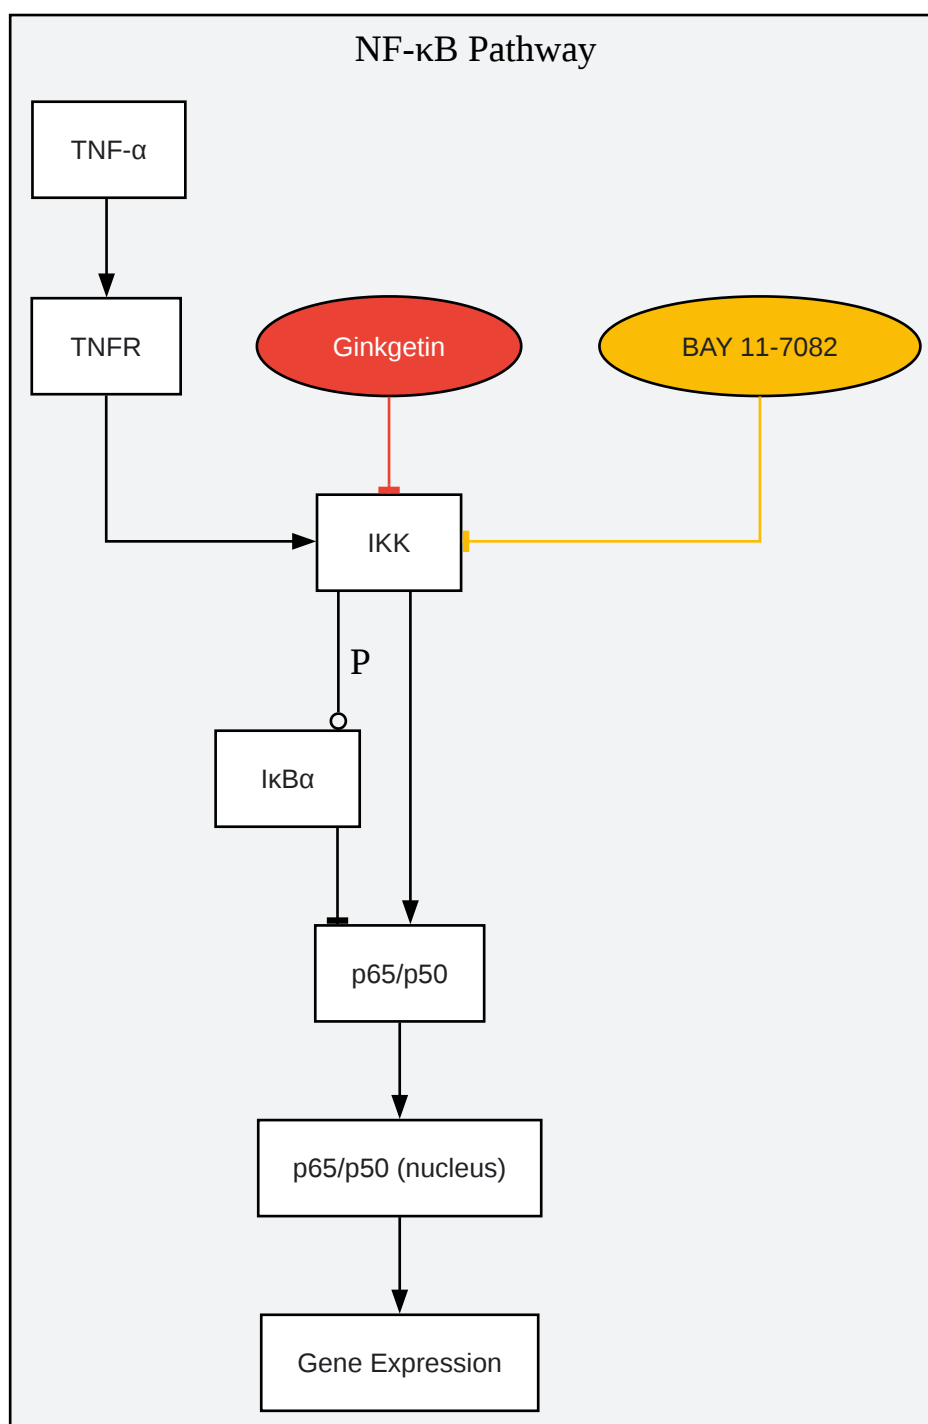 NF-κB Pathway
TNF-α
TNFR
Ginkgetin
BAY 11-7082
IKK
P
IκBα
p65/p50
p65/p50 (nucleus)
Gene Expression